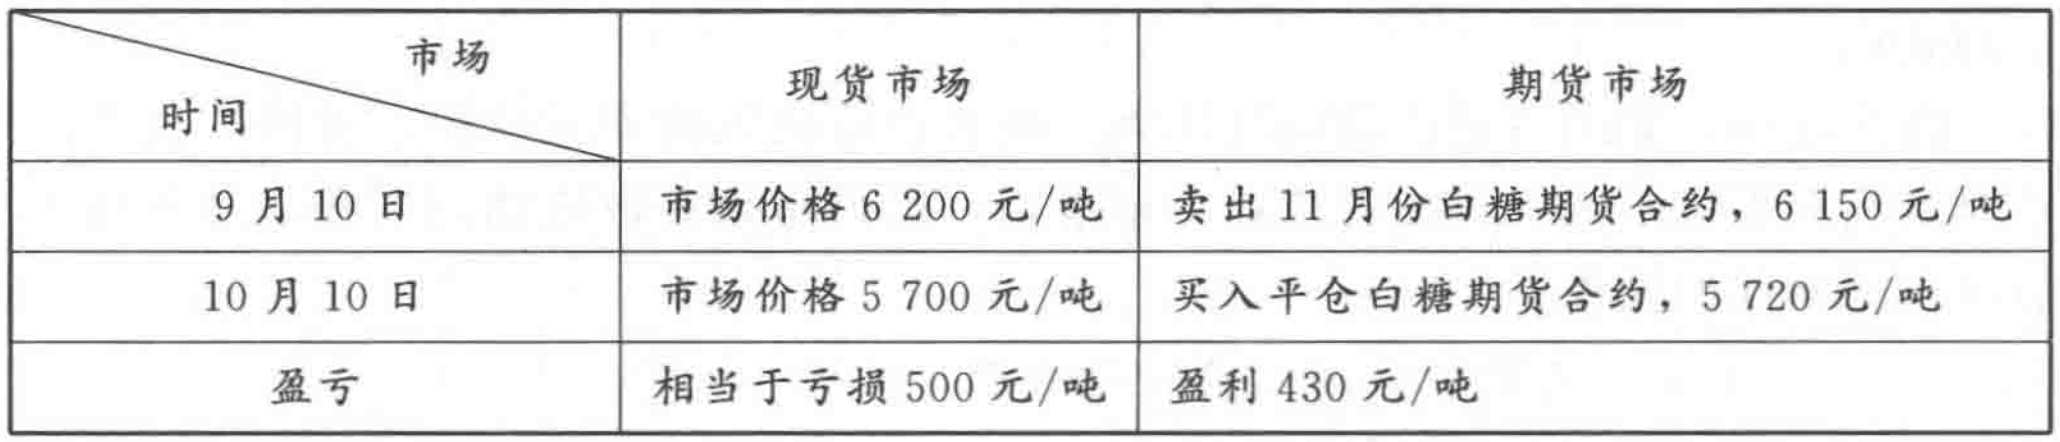 市场
时间
现货市场
期货市场
9月10日
市场价格6 200元/吨
卖出11月份白糖期货合约，6 150元/吨
10月10日
市场价格5 700元/吨
买入平仓白糖期货合约，5 720元/吨
盈亏
相当于亏损500元/吨
盈利430元/吨